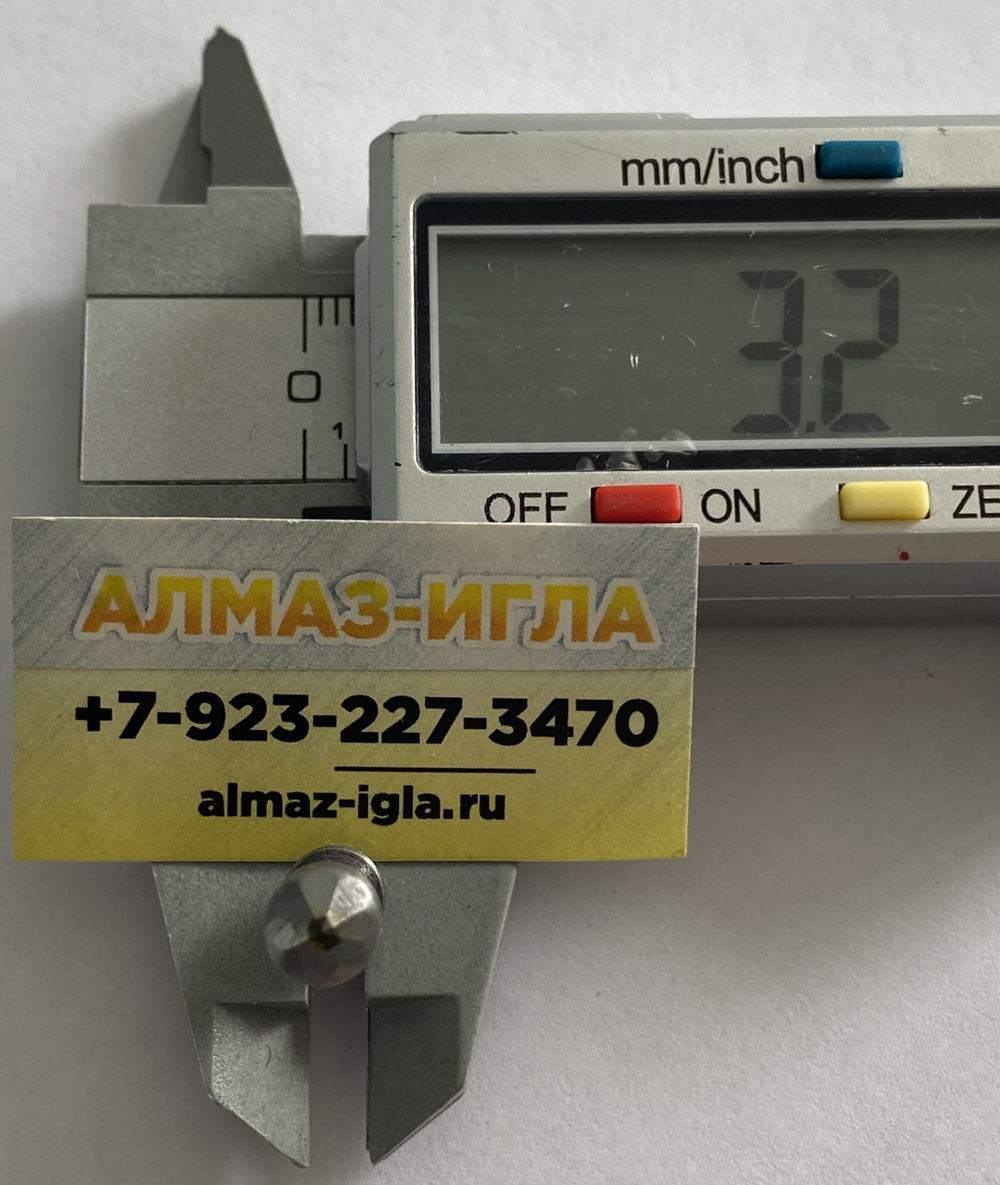 mm/inch
3.2
0
1
OFF ON ZE
АЛМАЗ-ИГЛА
+7-923-227-3470
almaz-igla.ru